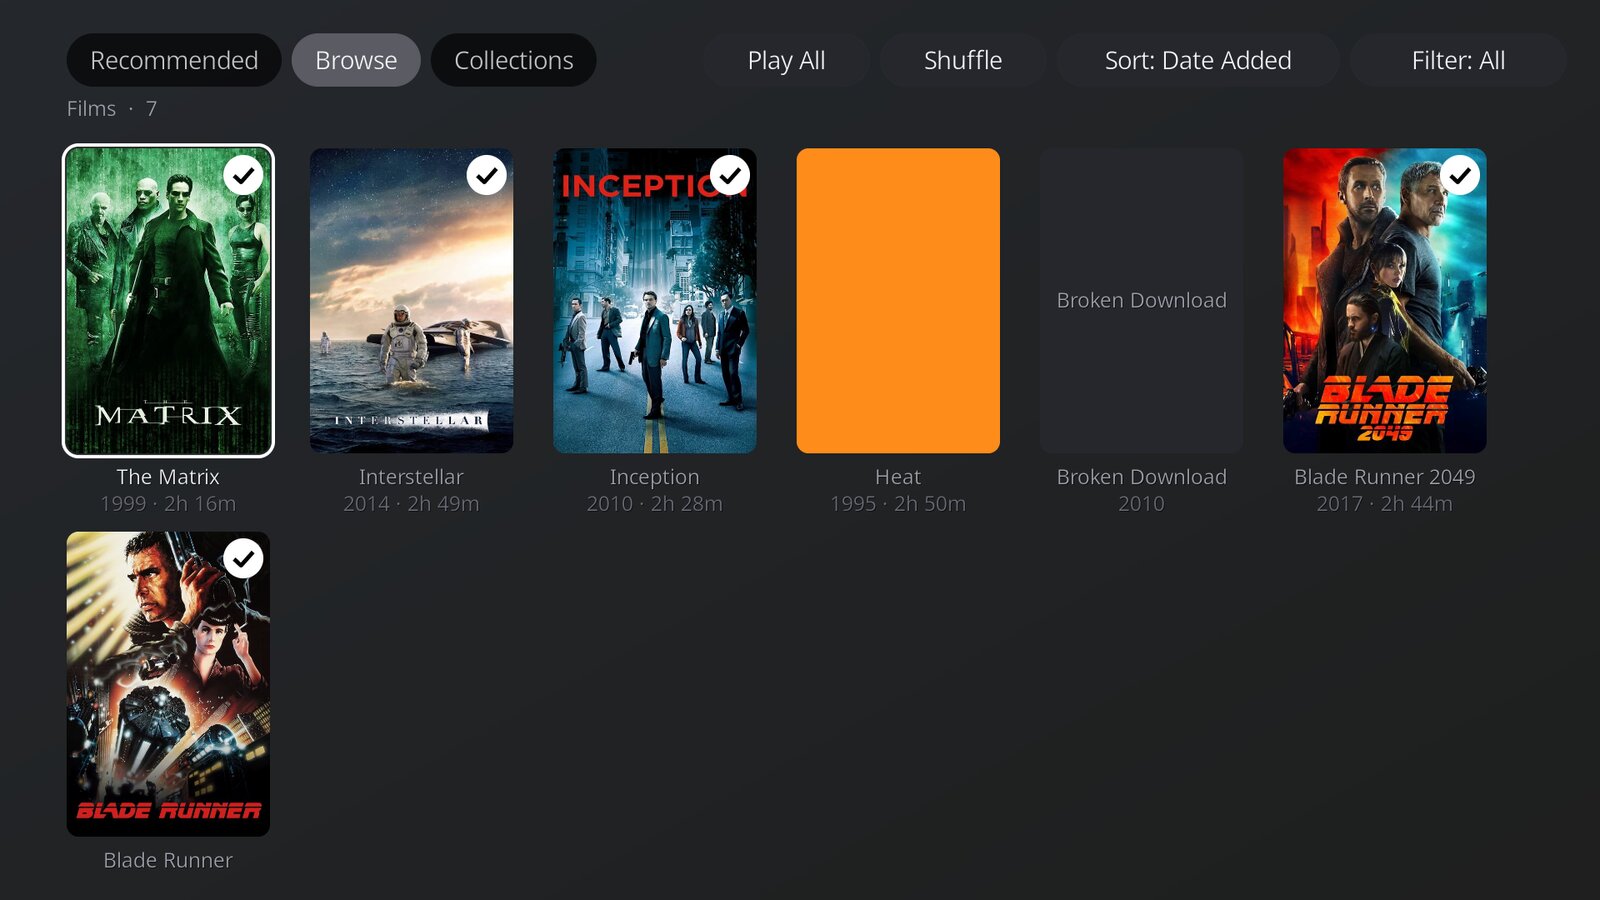 Recommended
Browse
Collections
Play All
Shuffle
Sort: Date Added
Filter: All
Films · 7
THE
MATRIX
INTERSTELLAR
INCEPTION
Broken Download
BLADE
RUNNER
2049
The Matrix
1999 · 2h 16m
Interstellar
2014 · 2h 49m
Inception
2010 · 2h 28m
Heat
1995 · 2h 50m
Broken Download
2010
Blade Runner 2049
2017 · 2h 44m
BLADE RUNNER
Blade Runner